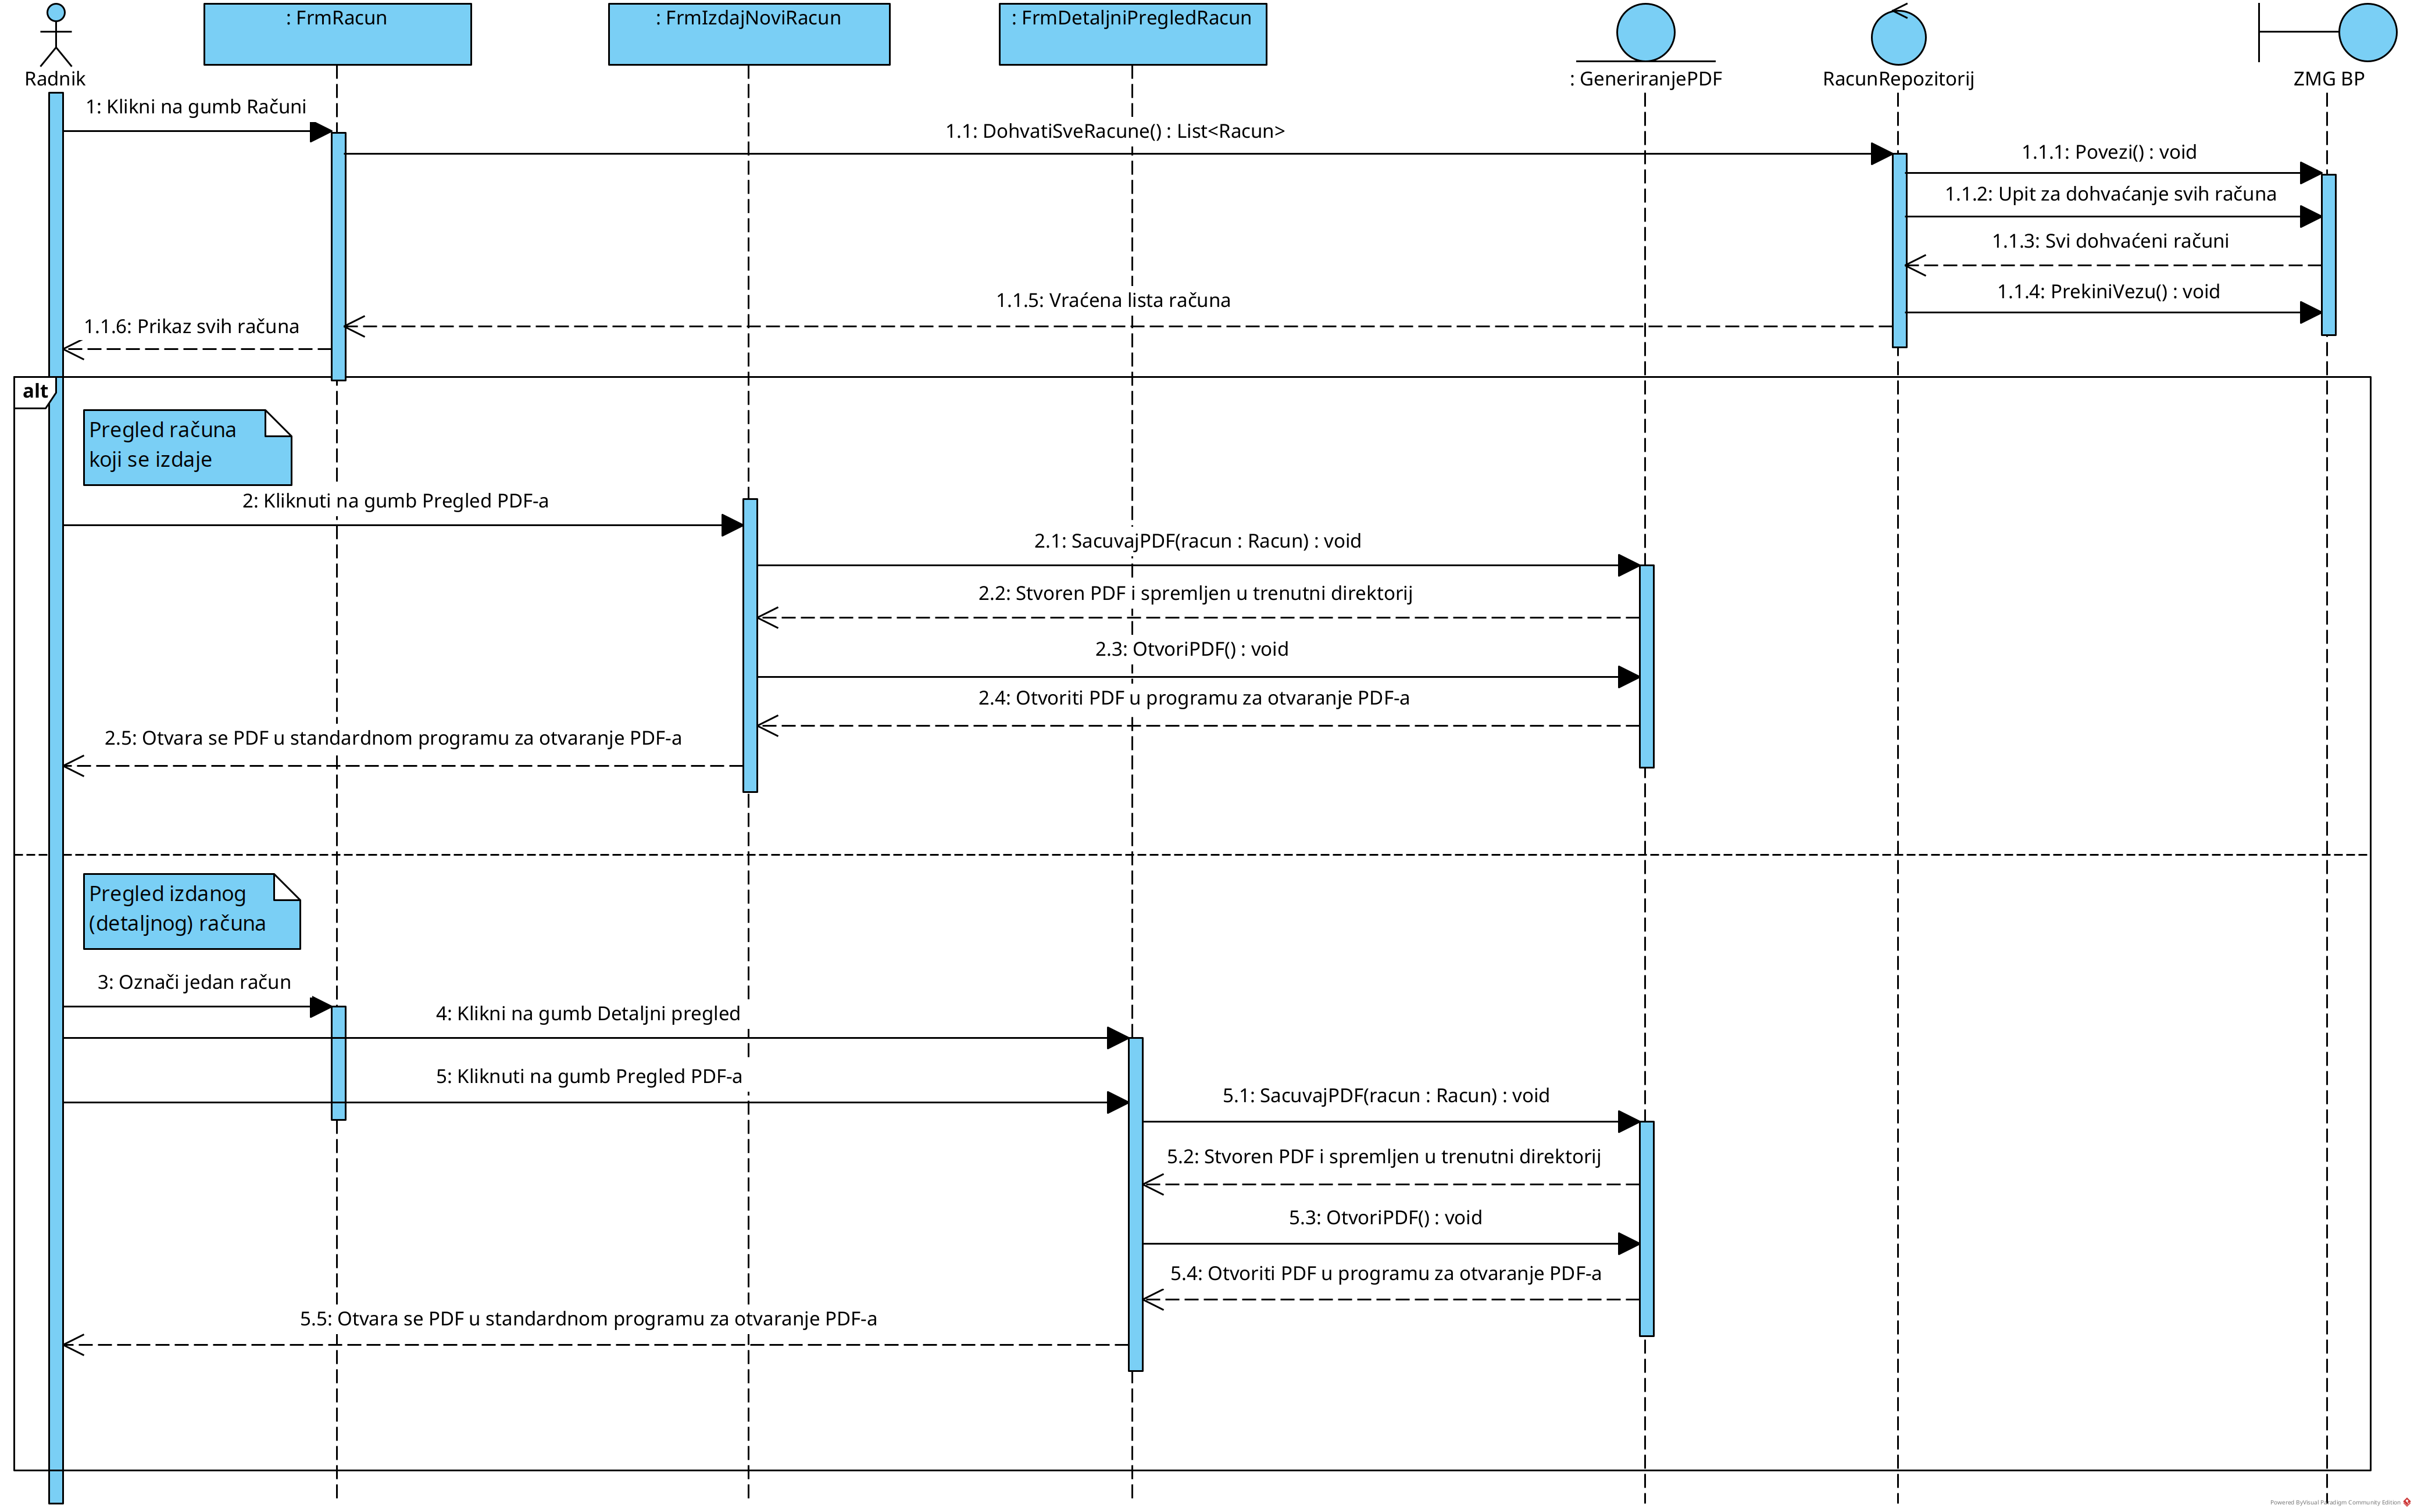 : FrmRacun
: FrmIzdajNoviRacun
: FrmDetaljniPregledRacun
Radnik
: GeneriranjePDF
RacunRepozitorij
ZMG BP
1: Klikni na gumb Računi
1.1: DohvatiSveRacune() : List<Racun>
1.1.1: Povezi() : void
1.1.2: Upit za dohvaćanje svih računa
1.1.3: Svi dohvaćeni računi
1.1.4: PrekiniVezu() : void
1.1.5: Vraćena lista računa
1.1.6: Prikaz svih računa
alt
Pregled računa
koji se izdaje
2: Kliknuti na gumb Pregled PDF-a
2.1: SacuvajPDF(racun : Racun) : void
2.2: Stvoren PDF i spremljen u trenutni direktorij
2.3: OtvoriPDF() : void
2.4: Otvoriti PDF u programu za otvaranje PDF-a
2.5: Otvara se PDF u standardnom programu za otvaranje PDF-a
Pregled izdanog
(detaljnog) računa
3: Označi jedan račun
4: Klikni na gumb Detaljni pregled
5: Kliknuti na gumb Pregled PDF-a
5.1: SacuvajPDF(racun : Racun) : void
5.2: Stvoren PDF i spremljen u trenutni direktorij
5.3: OtvoriPDF() : void
5.4: Otvoriti PDF u programu za otvaranje PDF-a
5.5: Otvara se PDF u standardnom programu za otvaranje PDF-a
Powered By Visual Paradigm Community Edition